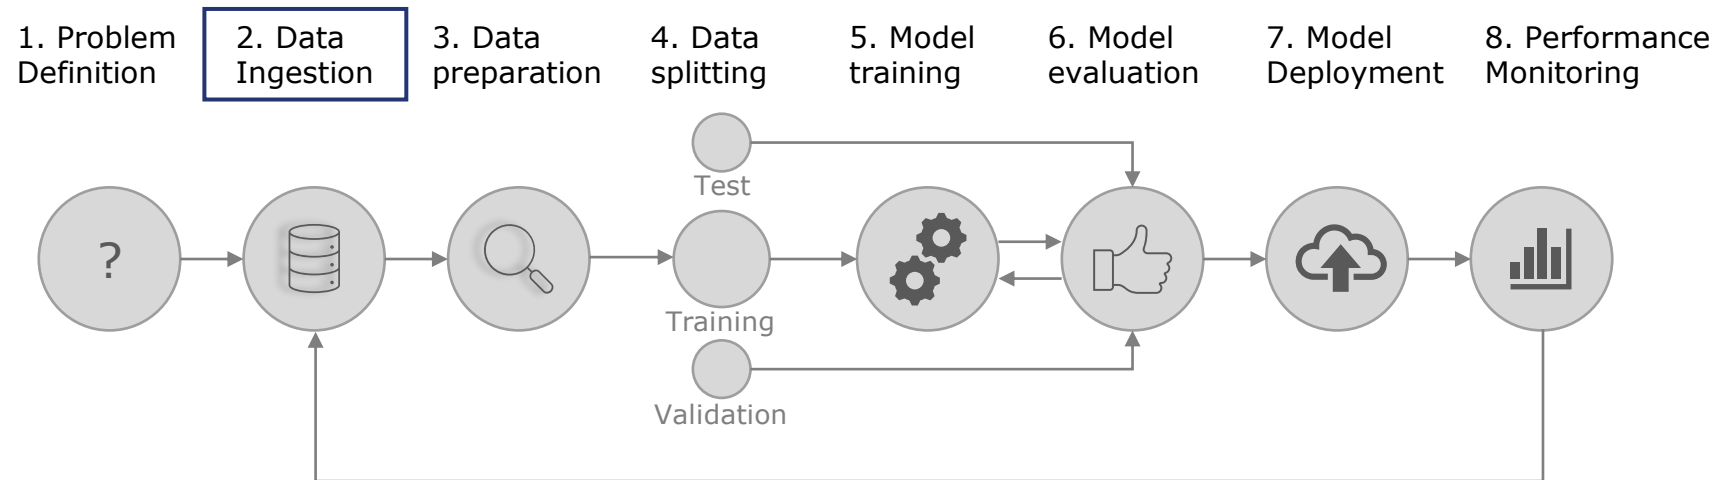 1. Problem
Definition
2. Data
Ingestion
3. Data
preparation
4. Data
splitting
5. Model
training
6. Model
evaluation
7. Model
Deployment
8. Performance
Monitoring
Test
?
Training
Validation